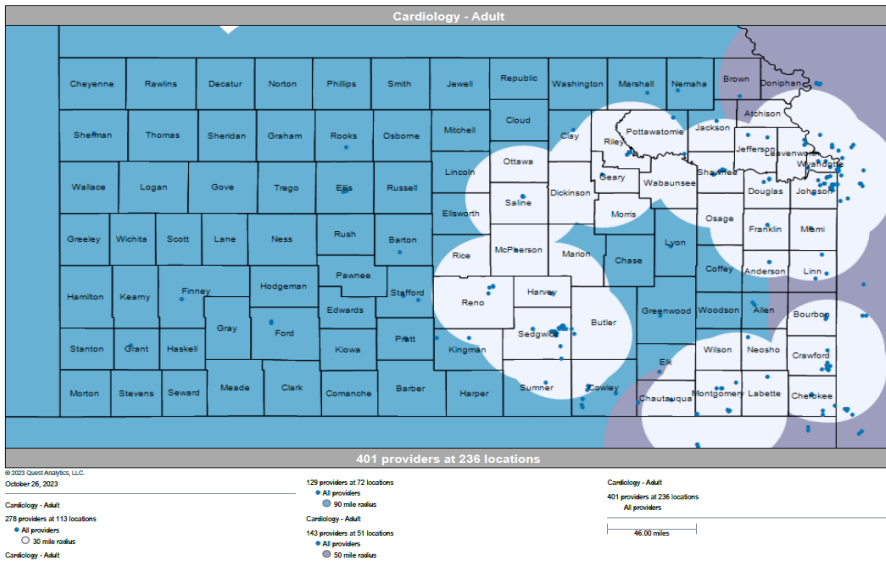 Cardiology - Adult
Cheyenne Rawlins Decatur Norton Phillips Smith Jewell Republic Washington Marshall Nemaha Brown Doniphan
Sherman Thomas Sheridan Graham Rooks Osborne Mitchell Cloud Clay Riley Pottawatomie Jackson Atchison
Jefferson Leavenworth Wyandotte
Wallace Logan Gove Trego Ellis Russell Lincoln Ottawa Saline Dickinson Geary Wabaunsee Shawnee Douglas Johnson
Ellsworth Morris Osage
Greeley Wichita Scott Lane Ness Rush Barton Rice McPherson Marion Chase Lyon Franklin Miami
Hamilton Kearny Finney Hodgeman Pawnee Stafford Reno Harvey Coffey Anderson Linn
Gray Ford Edwards Sedgwick Butler Greenwood Woodson Allen Bourbon
Stanton Grant Haskell Kiowa Pratt Kingman Elk Wilson Neosho Crawford
Morton Stevens Seward Meade Clark Comanche Barber Harper Sumner Cowley Chautauqua Montgomery Labette Cherokee
401 providers at 236 locations
© 2023 Quest Analytics, LLC.
October 26, 2023
Cardiology - Adult
278 providers at 113 locations
All providers
30 mile radius
Cardiology - Adult
129 providers at 72 locations
All providers
90 mile radius
Cardiology - Adult
143 providers at 51 locations
All providers
50 mile radius
Cardiology - Adult
401 providers at 236 locations
All providers
46.00 miles